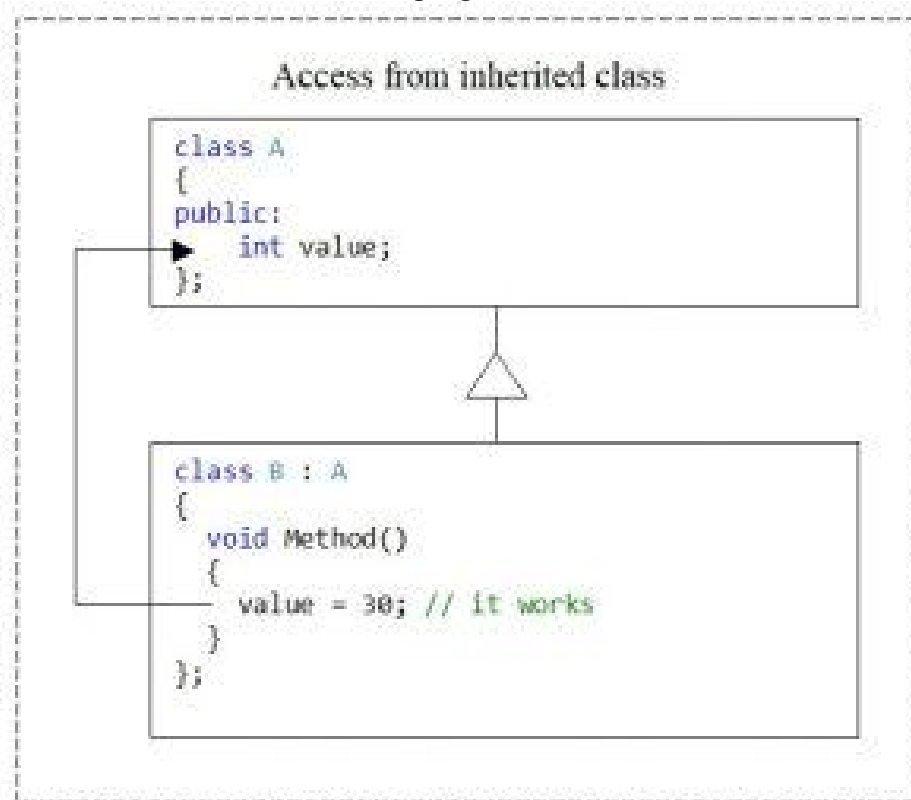 Access from inherited class
class A
{
public:
int value;
};
class B : A
{
void Method()
{
value = 30; // it works
}
};